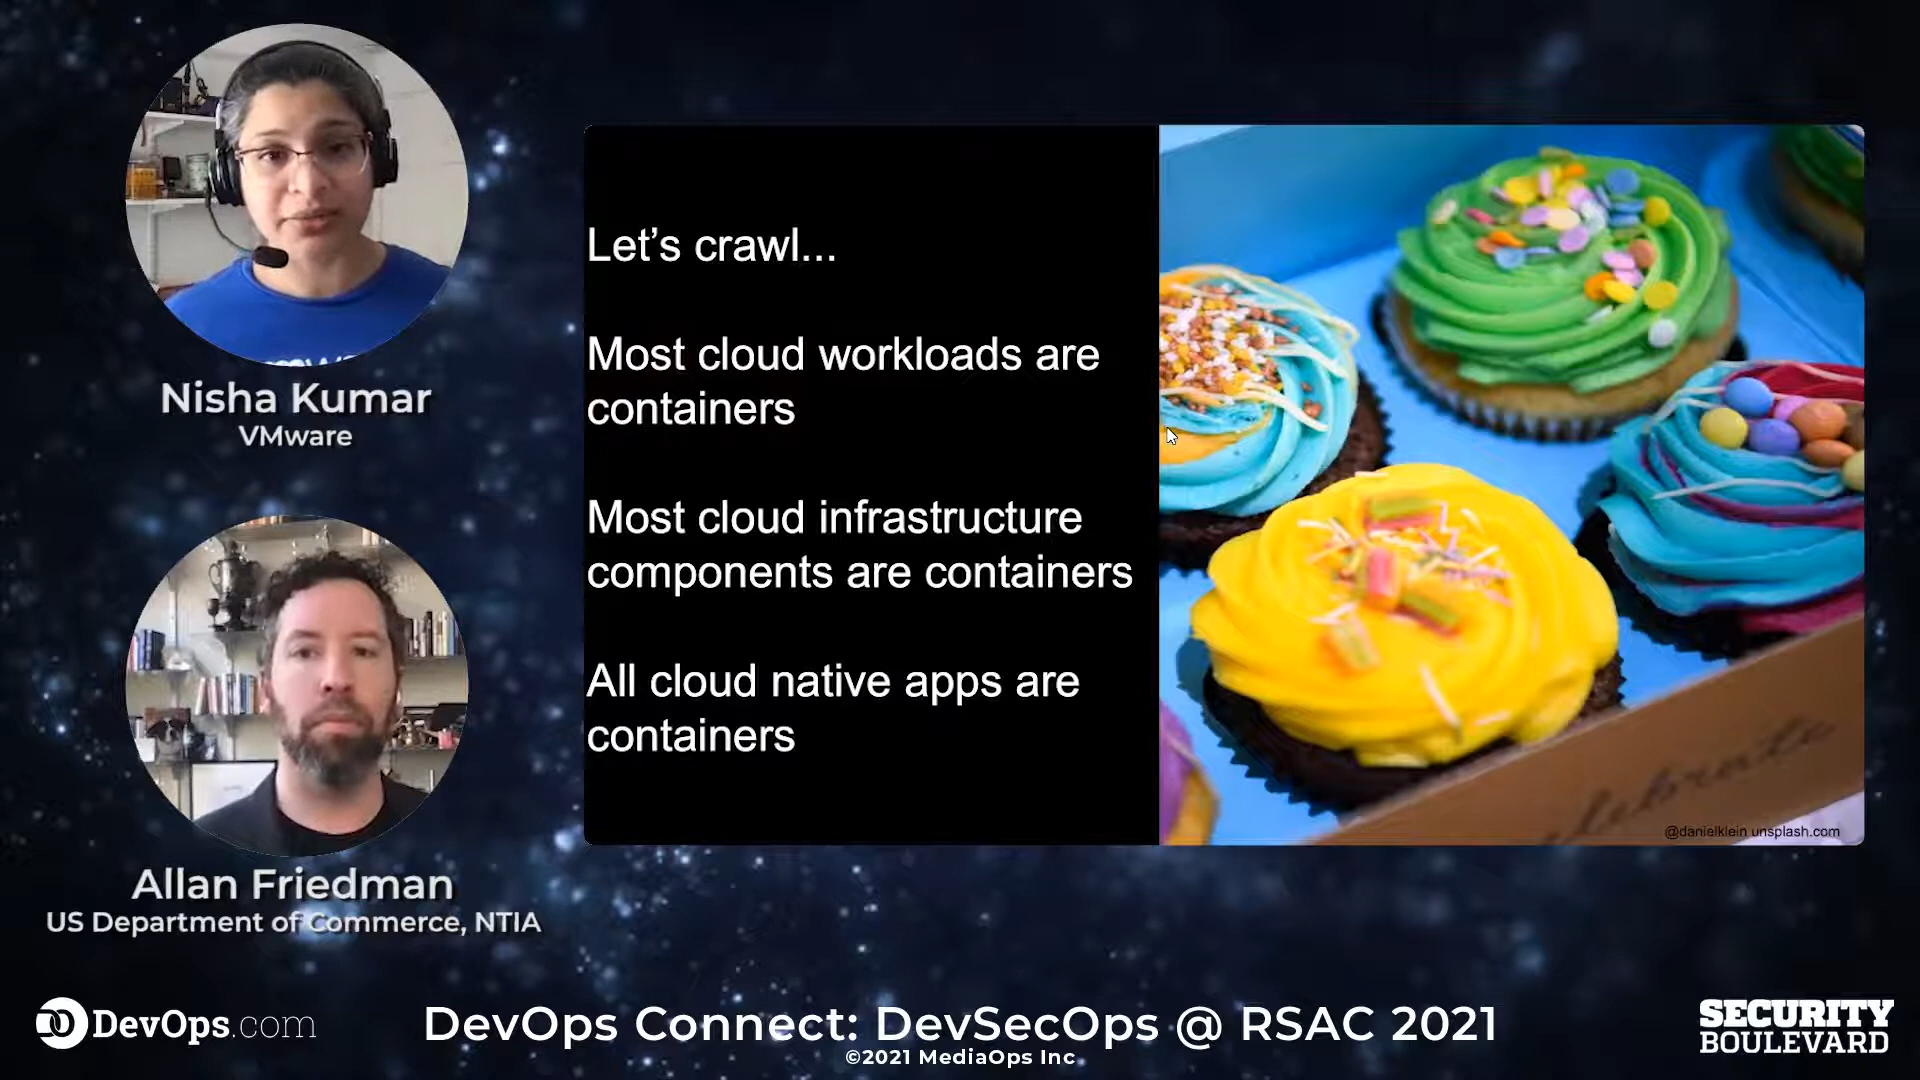 Nisha Kumar
VMware
Allan Friedman
US Department of Commerce, NTIA
Let’s crawl...
Most cloud workloads are
containers
Most cloud infrastructure
components are containers
All cloud native apps are
containers
@danielklein unsplash.com
DevOps.com
DevOps Connect: DevSecOps @ RSAC 2021
©2021 MediaOps Inc
SECURITY
BOULEVARD